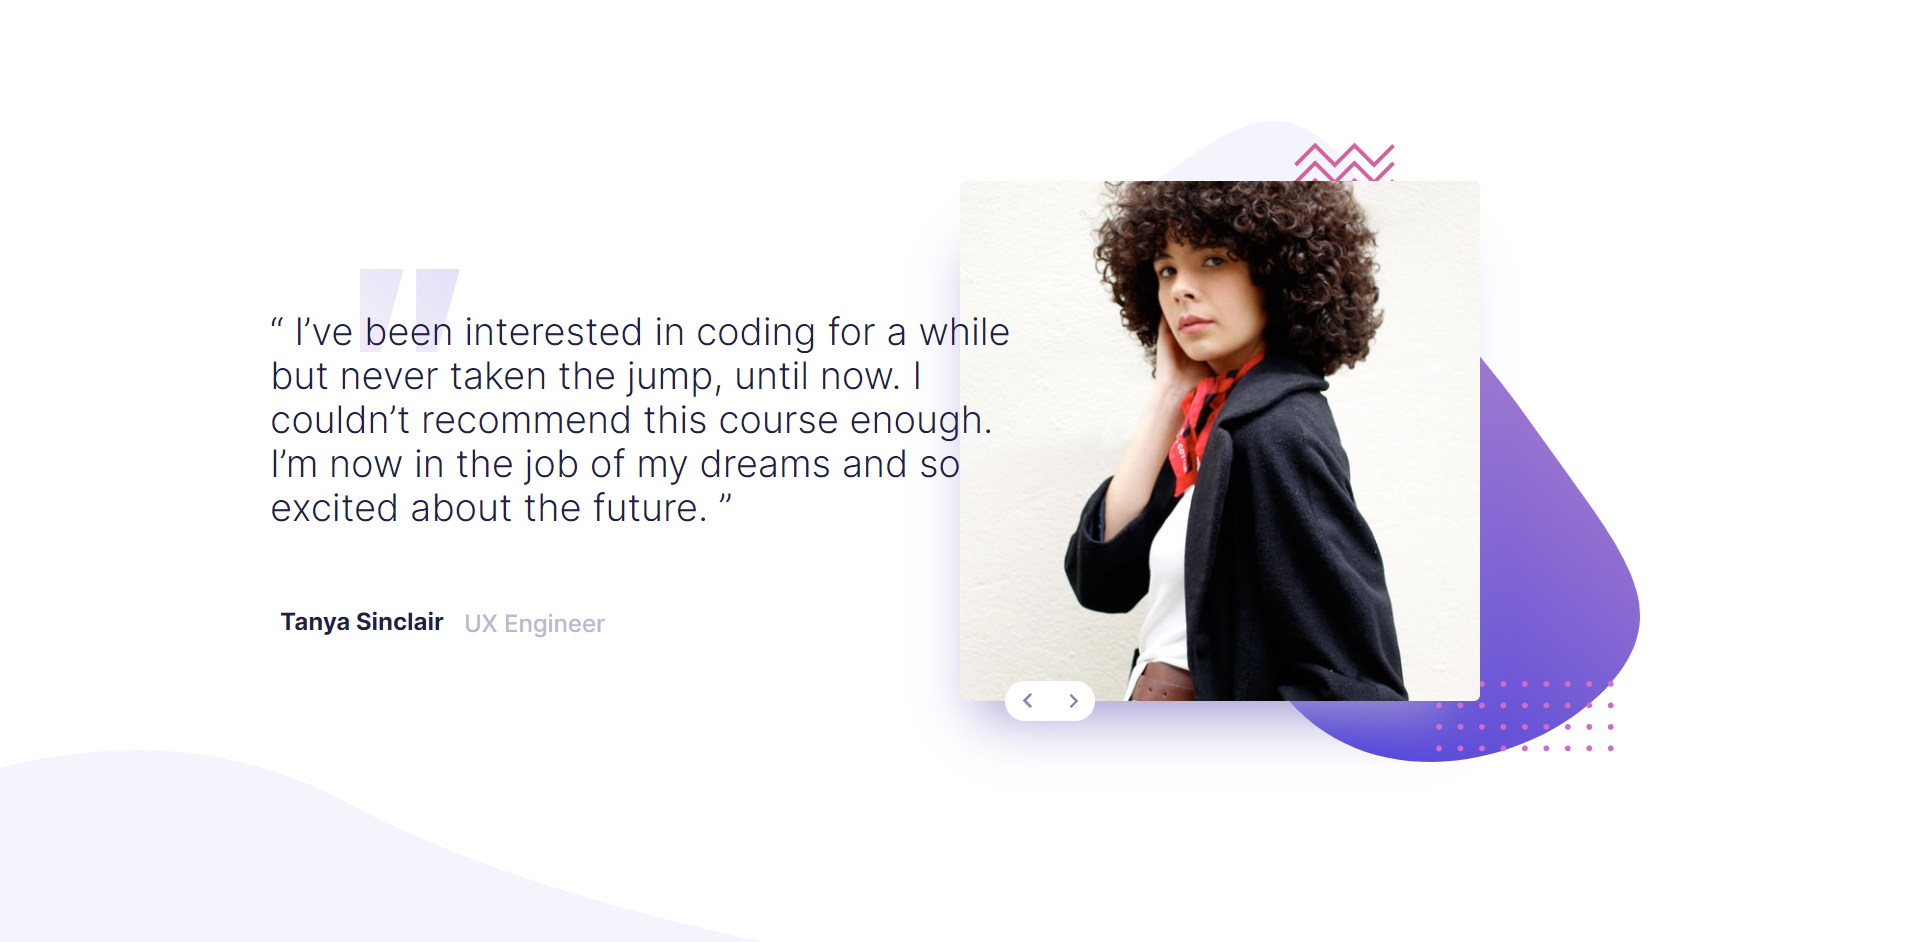 “ I’ve been interested in coding for a while
but never taken the jump, until now. I
couldn’t recommend this course enough.
I’m now in the job of my dreams and so
excited about the future. ”
Tanya Sinclair UX Engineer